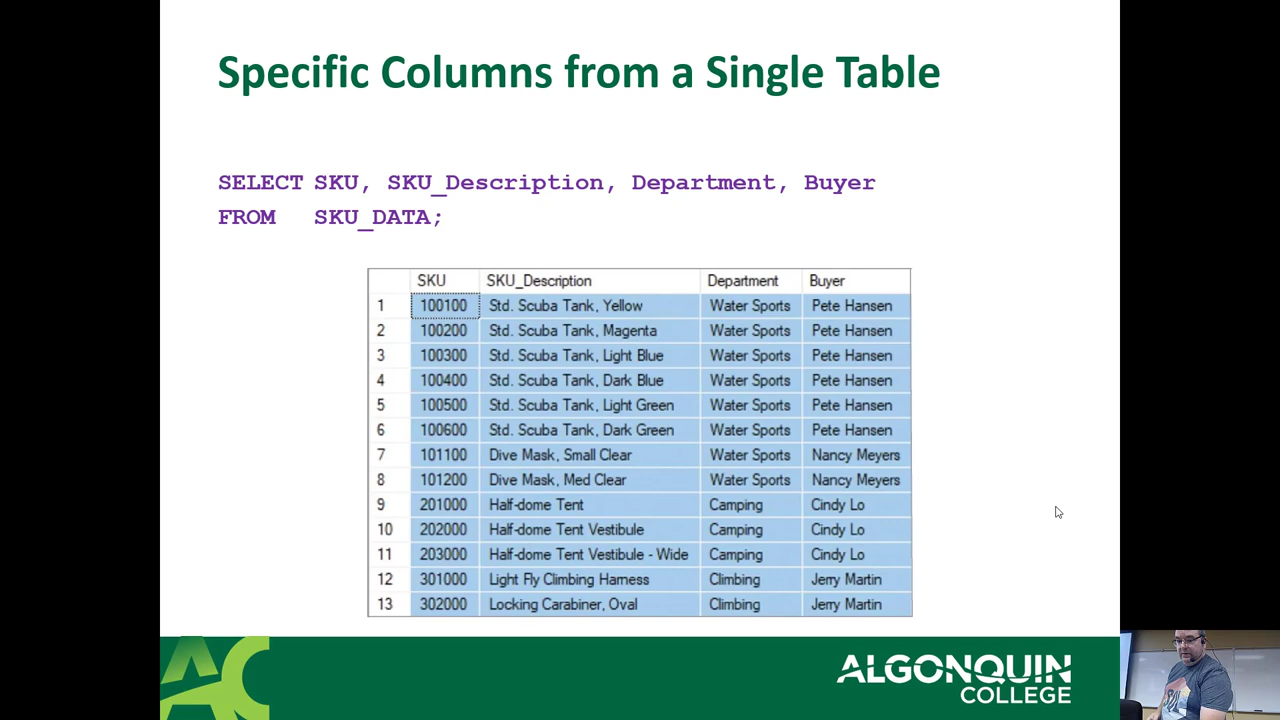 Specific Columns from a Single Table
SELECT SKU, SKU_Description, Department, Buyer
FROM SKU_DATA;
SKU SKU_Description Department Buyer
1 100100 Std. Scuba Tank, Yellow Water Sports Pete Hansen
2 100200 Std. Scuba Tank, Magenta Water Sports Pete Hansen
3 100300 Std. Scuba Tank, Light Blue Water Sports Pete Hansen
4 100400 Std. Scuba Tank, Dark Blue Water Sports Pete Hansen
5 100500 Std. Scuba Tank, Light Green Water Sports Pete Hansen
6 100600 Std. Scuba Tank, Dark Green Water Sports Pete Hansen
7 101100 Dive Mask, Small Clear Water Sports Nancy Meyers
8 101200 Dive Mask, Med Clear Water Sports Nancy Meyers
9 201000 Half-dome Tent Camping Cindy Lo
10 202000 Half-dome Tent Vestibule Camping Cindy Lo
11 203000 Half-dome Tent Vestibule - Wide Camping Cindy Lo
12 301000 Light Fly Climbing Harness Climbing Jerry Martin
13 302000 Locking Carabiner, Oval Climbing Jerry Martin
AC
ALGONQUIN
COLLEGE